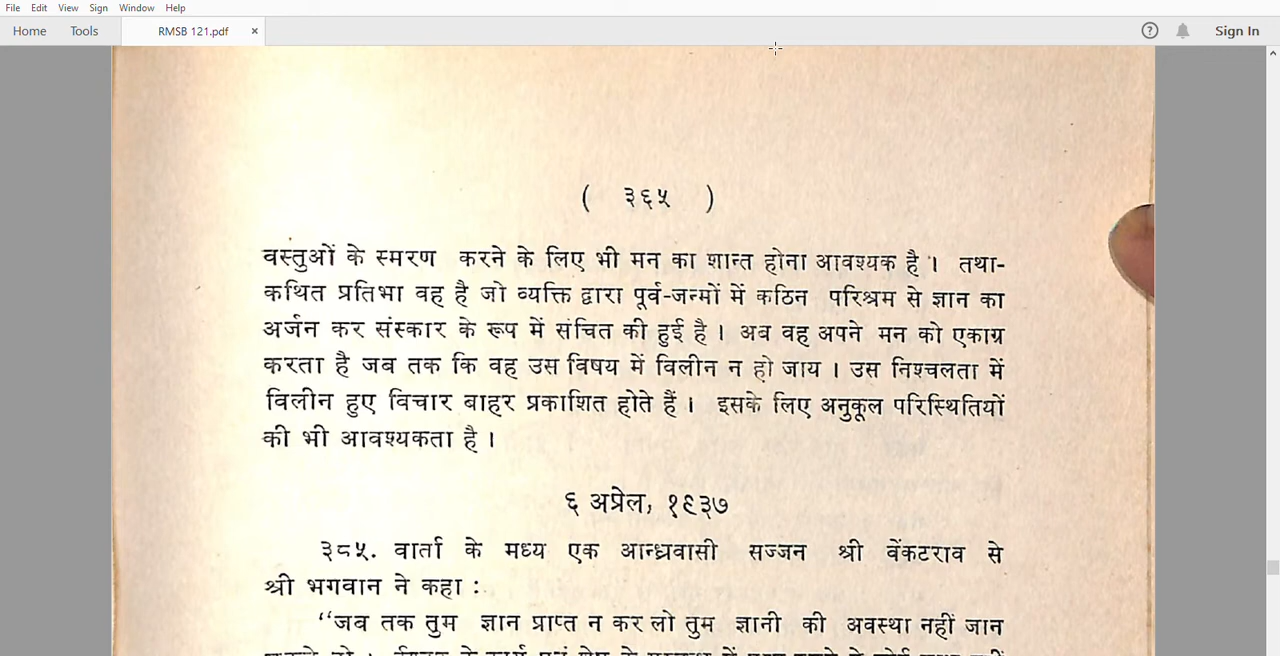 File Edit View Sign Window Help
Home Tools RMSB 121.pdf × ? Sign In
( ३६५ )
वस्तुओं के स्मरण करने के लिए भी मन का शान्त होना आवश्यक है । तथा-
कथित प्रतिभा वह है जो व्यक्ति द्वारा पूर्व-जन्मों में कठिन परिश्रम से ज्ञान का
अर्जन कर संस्कार के रूप में संचित की हुई है । अब वह अपने मन को एकाग्र
करता है जब तक कि वह उस विषय में विलीन न हो जाय । उस निश्चलता में
विलीन हुए विचार बाहर प्रकाशित होते हैं । इसके लिए अनुकूल परिस्थितियों
की भी आवश्यकता है ।
६ अप्रेल, १९३७
३८५. वार्ता के मध्य एक आन्ध्रवासी सज्जन श्री वेंकटराव से
श्री भगवान ने कहा :
“जब तक तुम ज्ञान प्राप्त न कर लो तुम ज्ञानी की अवस्था नहीं जान